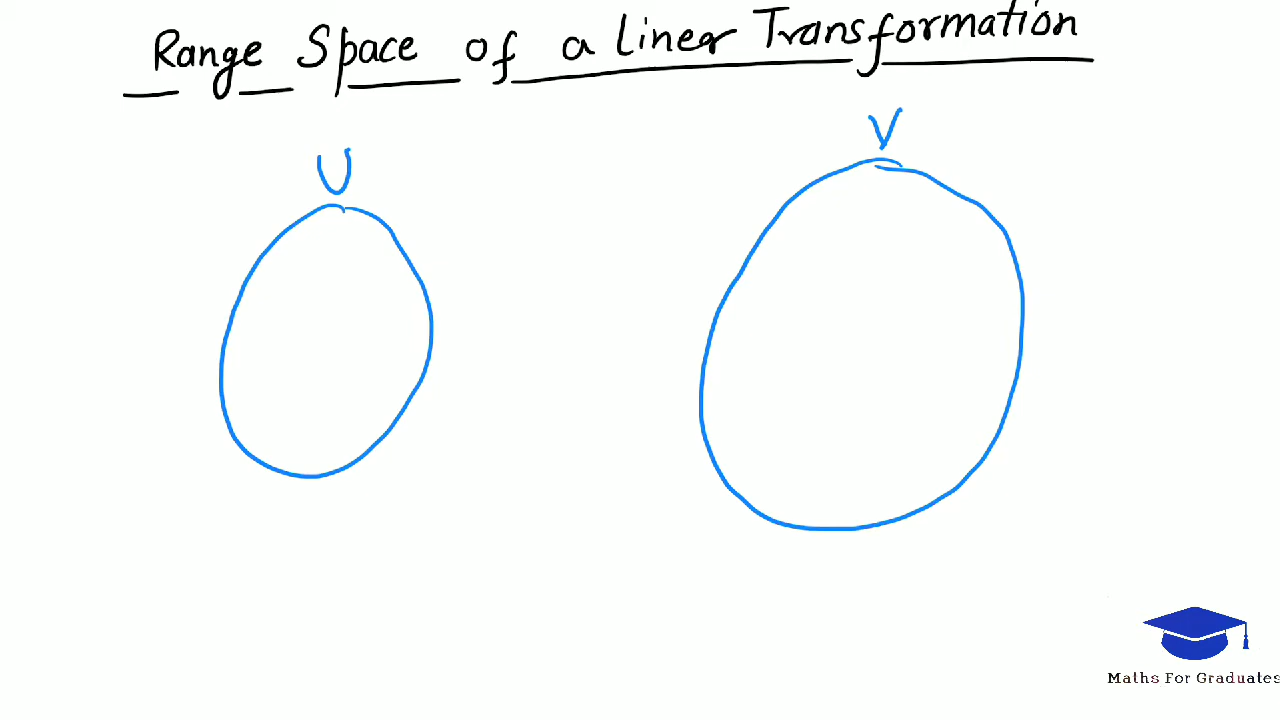 Range Space of a Linear Transformation
U
V
Maths For Graduates